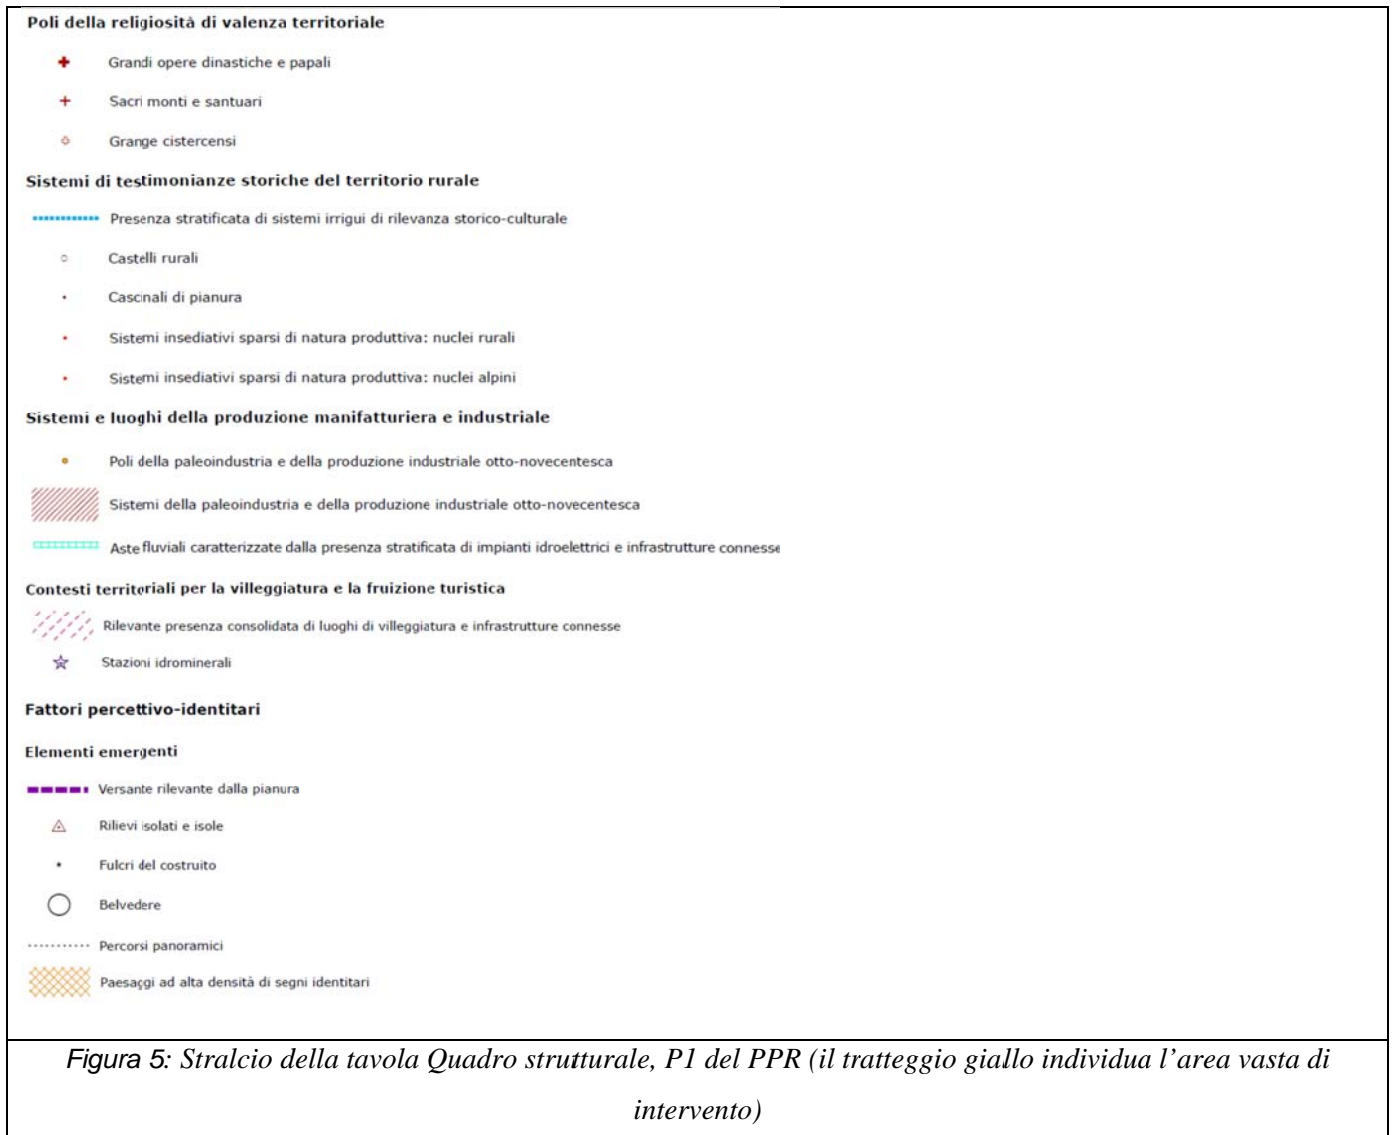 Poli della religiosità di valenza territoriale
Grandi opere dinastiche e papali
Sacri monti e santuari
Grange cistercensi
Sistemi di testimonianze storiche del territorio rurale
Presenza stratificata di sistemi irrigui di rilevanza storico-culturale
Castelli rurali
Cascinali di pianura
Sistemi insediativi sparsi di natura produttiva: nuclei rurali
Sistemi insediativi sparsi di natura produttiva: nuclei alpini
Sistemi e luoghi della produzione manifatturiera e industriale
Poli della paleoindustria e della produzione industriale otto-novecentesca
Sistemi della paleoindustria e della produzione industriale otto-novecentesca
Aste fluviali caratterizzate dalla presenza stratificata di impianti idroelettrici e infrastrutture connesse
Contesti territoriali per la villeggiatura e la fruizione turistica
Rilevante presenza consolidata di luoghi di villeggiatura e infrastrutture connesse
Stazioni idrominerali
Fattori percettivo-identitari
Elementi emergenti
Versante rilevante dalla pianura
Rilievi isolati e isole
Fulcri del costruito
Belvedere
Percorsi panoramici
Paesaggi ad alta densità di segni identitari
Figura 5: Stralcio della tavola Quadro strutturale, P1 del PPR (il tratteggio giallo individua l'area vasta di
intervento)